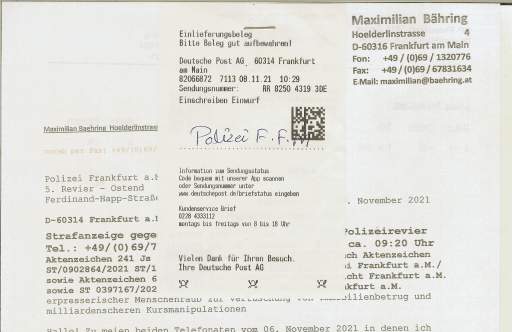 Maximilian Bähring
Hoelderlinstrasse 4
D-60316 Frankfurt am Main
Fon: +49/(0)69/1320776
Fax: +49/(0)69/67831634
E-Mail: maximilian@baehring.at
Einlieferungsbeleg
Bitte Beleg gut aufbewahren!
Deutsche Post AG 60314 Frankfurt
am Main
82066872 7113 08.11.21 10:29
Sendungsnummer: RR 8250 4319 3DE
Einschreiben Einwurf
Polizei F.F./M
Information zum Sendungsstatus
Code bequem mit unserer App scannen
oder Sendungsnummer unter
www.deutschepost.de/briefstatus eingeben
Kundenservice Brief
0228 4333112
montags bis freitags von 8 bis 18 Uhr
Vielen Dank für Ihren Besuch.
Ihre Deutsche Post AG
Maximilian Baehring Hoelderlinstrasse
Polizei Frankfurt a.M
5. Revier - Ostend
Ferdinand-Happ-Straße
D-60314 Frankfurt a.
November 2021
Strafanzeige gege Polizeirevier
Tel.: +49/(0)69/7 ca. 09:20 Uhr
Aktenzeichen 241 Js ch Aktenzeichen
ST/0902864/2021 ST/1 Frankfurt a.M./
sowie Aktenzeichen 6 cht Frankfurt a.M./
sowie ST 0397167/202 kfurt a.M.
erpresserischer Menschenraub zur Vertuschung von Immobilienbetrug und
milliardenscheren Kursmanipulationen
Hallo! Zu meien beiden Telefonaten vom 06. November 2021 in denen ich